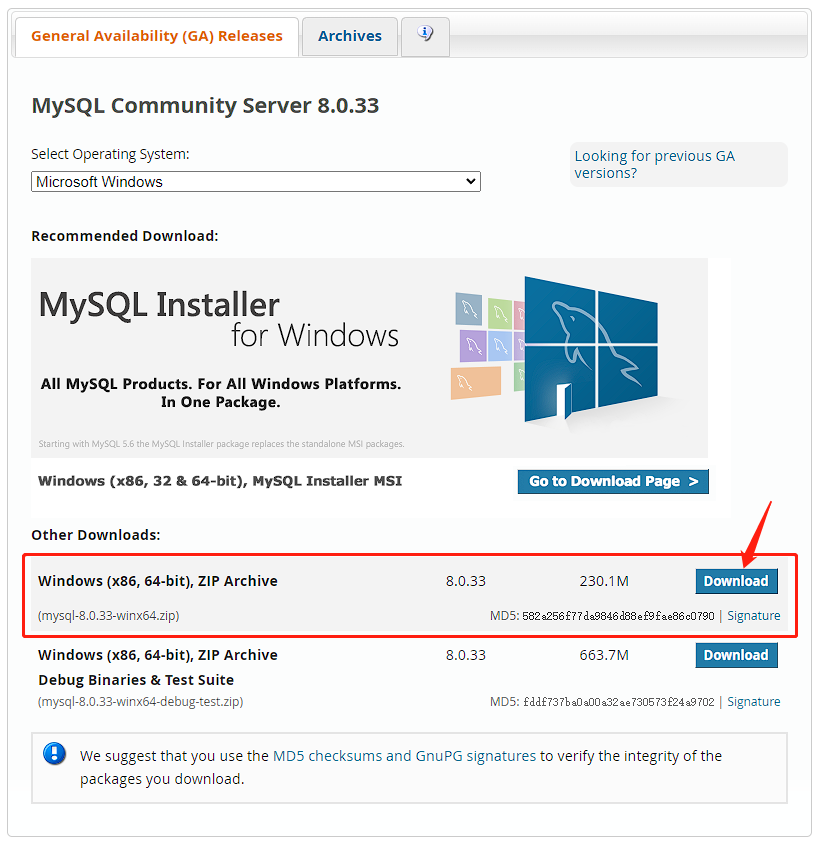 General Availability (GA) Releases
Archives
MySQL Community Server 8.0.33
Select Operating System:
Microsoft Windows
Looking for previous GA
versions?
Recommended Download:
MySQL Installer
for Windows
All MySQL Products. For All Windows Platforms.
In One Package.
Starting with MySQL 5.6 the MySQL Installer package replaces the standalone MSI packages.
Windows (x86, 32 & 64-bit), MySQL Installer MSI
Go to Download Page >
Other Downloads:
Windows (x86, 64-bit), ZIP Archive 8.0.33 230.1M Download
(mysql-8.0.33-winx64.zip) MD5: 582a256f77da9846d88ef9fae86c0790 | Signature
Windows (x86, 64-bit), ZIP Archive 8.0.33 663.7M Download
Debug Binaries & Test Suite
(mysql-8.0.33-winx64-debug-test.zip) MD5: fddf737ba0a00a32ae730573f24a9702 | Signature
We suggest that you use the MD5 checksums and GnuPG signatures to verify the integrity of the
packages you download.